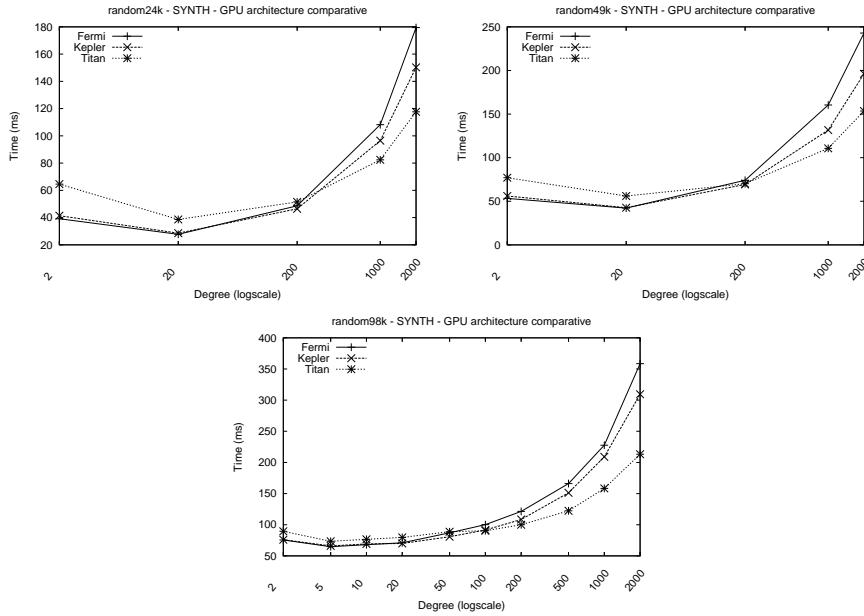 random24k - SYNTH - GPU architecture comparative
Fermi
Kepler
Titan
Time (ms)
180
160
140
120
100
80
60
40
20
2
20
200
1000
2000
Degree (logscale)
random49k - SYNTH - GPU architecture comparative
Fermi
Kepler
Titan
Time (ms)
250
200
150
100
50
0
2
20
200
1000
2000
Degree (logscale)
random98k - SYNTH - GPU architecture comparative
Fermi
Kepler
Titan
Time (ms)
400
350
300
250
200
150
100
50
2
5
10
20
50
100
200
500
1000
2000
Degree (logscale)